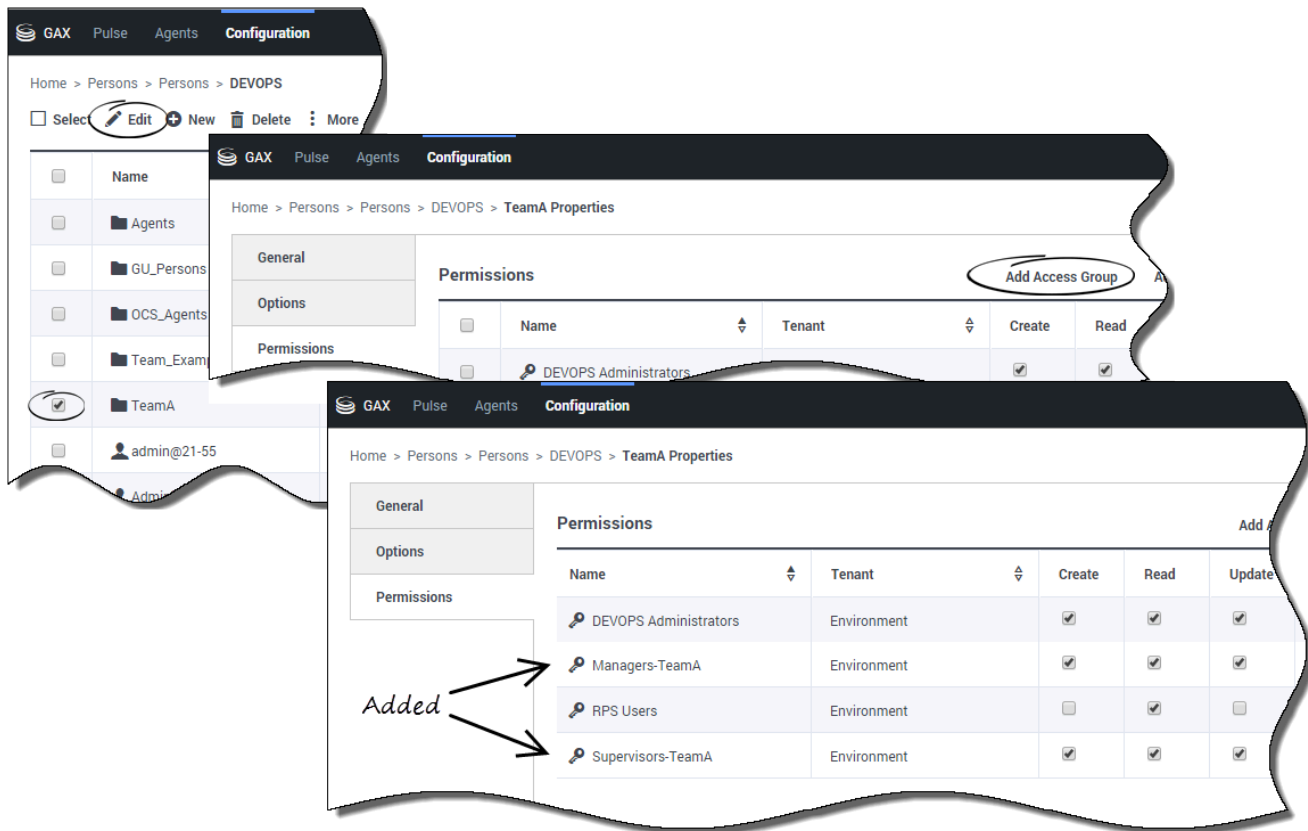 GAX Pulse Agents Configuration
Home > Persons > Persons > DEVOPS
Select Edit New Delete More
Name
Agents
GU_Persons
OCS_Agents
TeamA
admin@21-55
GAX Pulse Agents Configuration
Home > Persons > Persons > DEVOPS > TeamA Properties
General
Options
Permissions
Permissions
Add Access Group
Name Tenant Create Read
DEVOPS Administrators
GAX Pulse Agents Configuration
Home > Persons > Persons > DEVOPS > TeamA Properties
General
Options
Permissions
Permissions
Add
Name Tenant Create Read Update
DEVOPS Administrators Environment
Managers-TeamA Environment
RPS Users Environment
Supervisors-TeamA Environment
Added